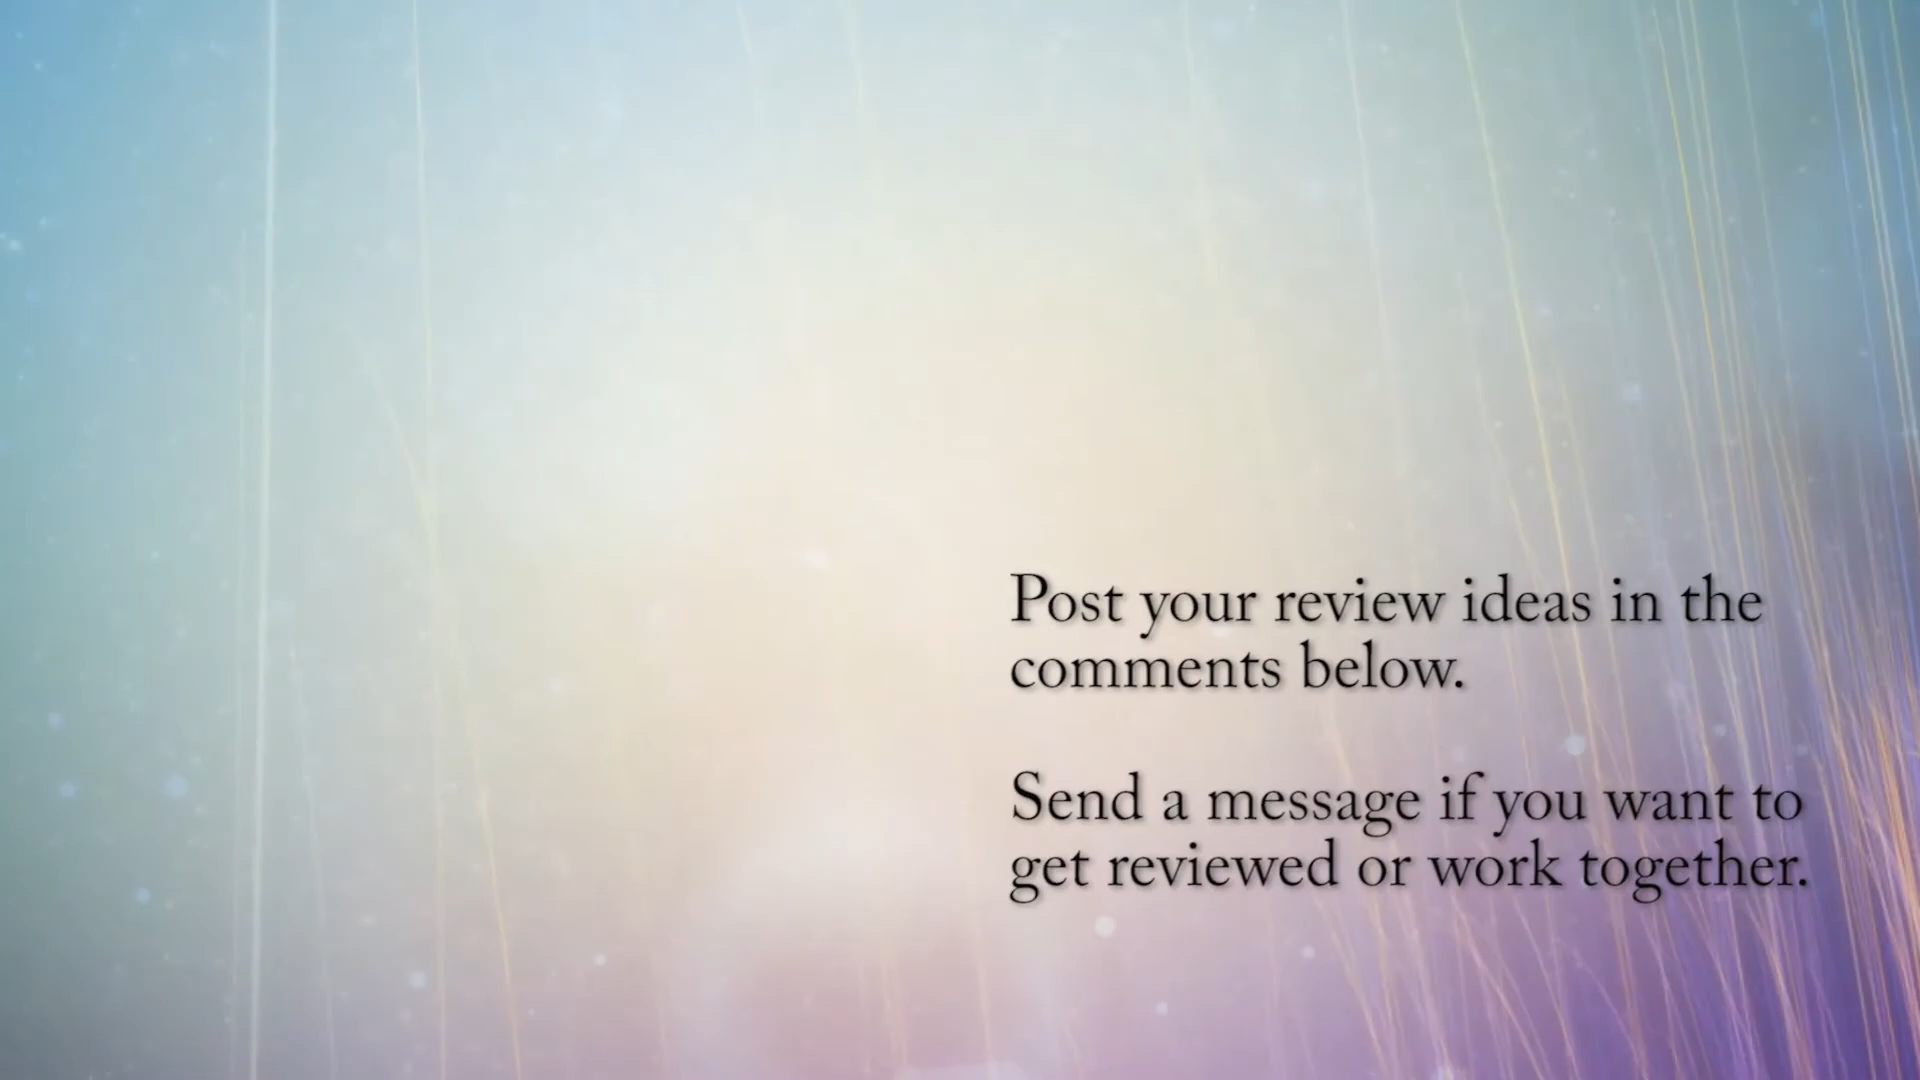 Post your review ideas in the
comments below.
Send a message if you want to
get reviewed or work together.